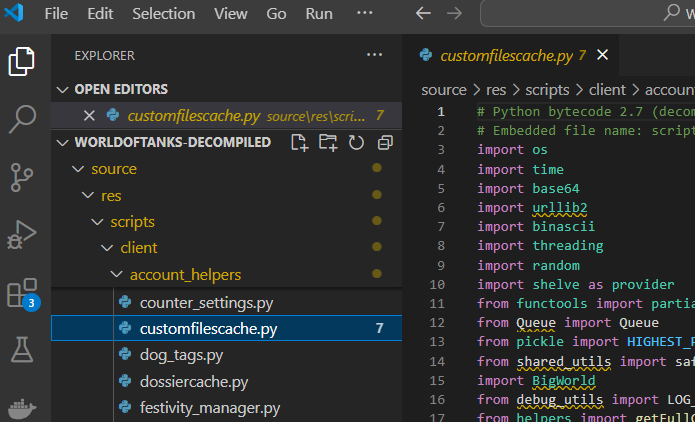 File Edit Selection View Go Run ···
EXPLORER ···
OPEN EDITORS
customfilescache.py source\res\scri... 7
WORLDOFTANKS-DECOMPILED
source
res
scripts
client
account_helpers
counter_settings.py
customfilescache.py 7
dog_tags.py
dossiercache.py
festivity_manager.py
3
customfilescache.py 7
source > res > scripts > client > account
1 # Python bytecode 2.7 (decom
2 # Embedded file name: script
3 import os
4 import time
5 import base64
6 import urllib2
7 import binascii
8 import threading
9 import random
10 import shelve as provider
11 from functools import partia
12 from Queue import Queue
13 from pickle import HIGHEST_P
14 from shared_utils import saf
15 import BigWorld
16 from debug_utils import LOG_
17 from helpers import getFullC